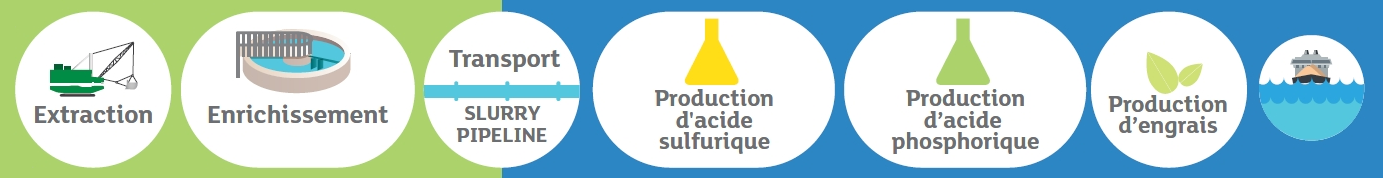 Extraction
Enrichissement
Transport
SLURRY
PIPELINE
Production
d'acide
sulfurique
Production
d’acide
phosphorique
Production
d’engrais